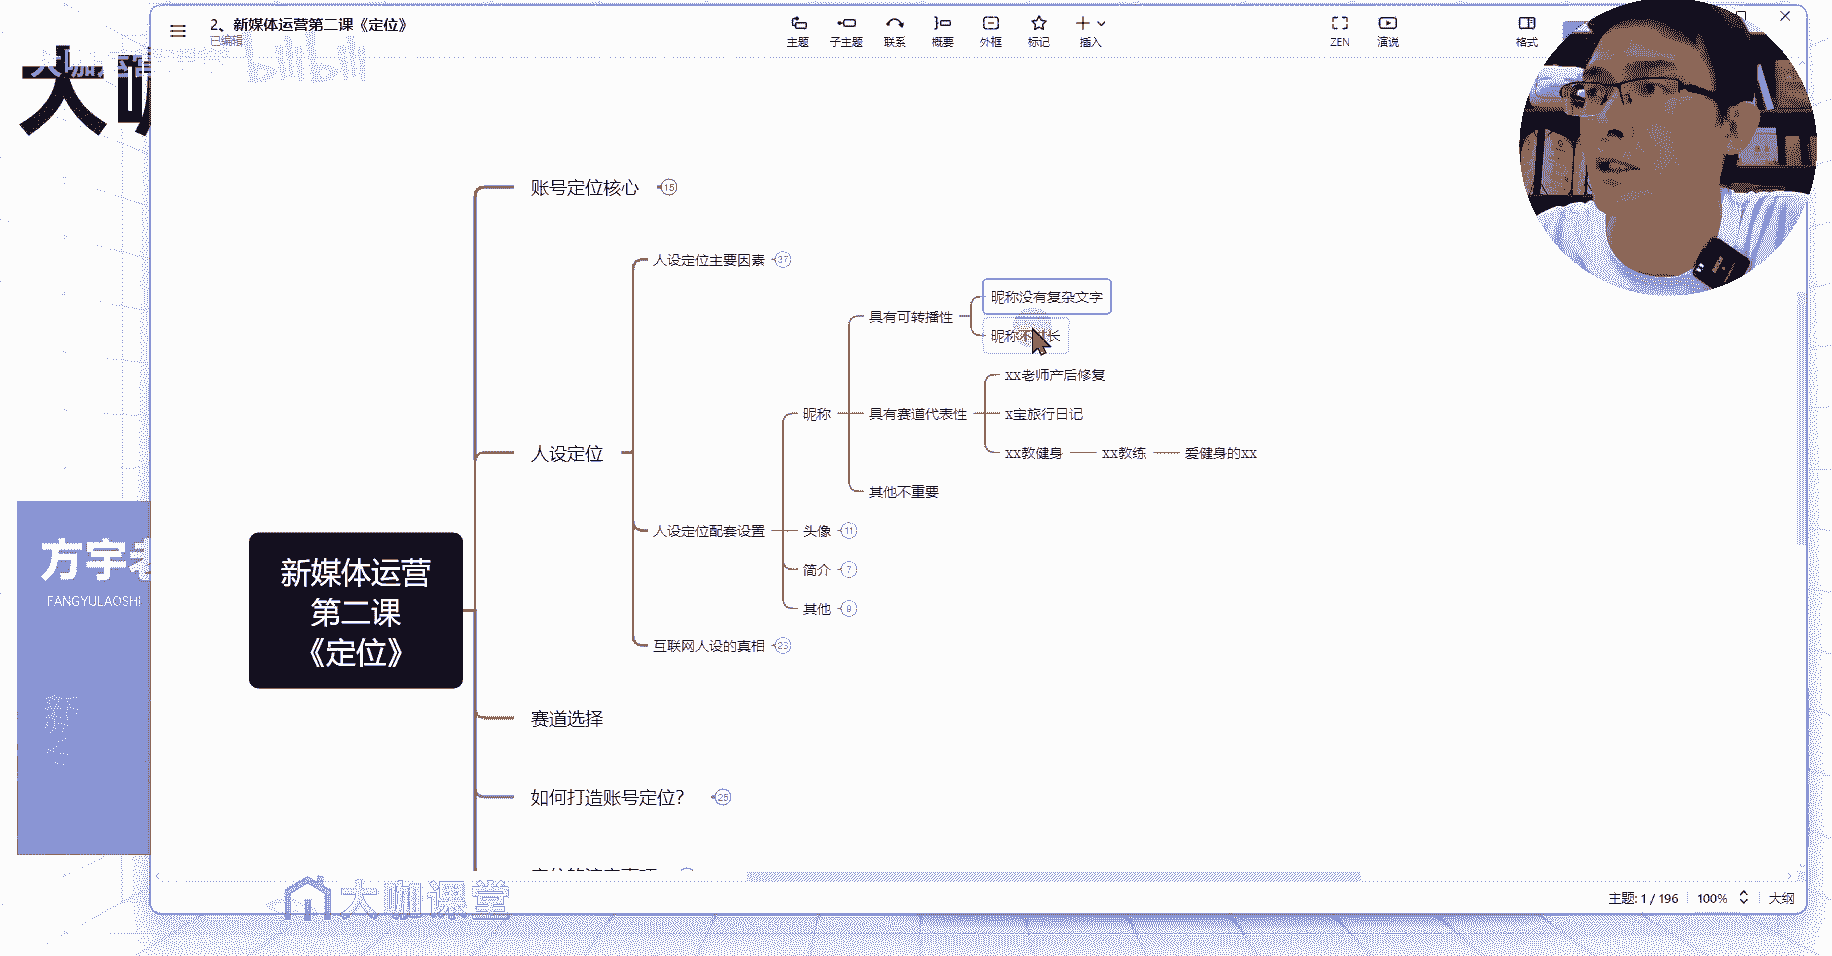 2、新媒体运营第二课《定位》
已编辑
主题
子主题
联系
概要
外框
标记
插入
ZEN
演说
格式
大咖
bilibili
账号定位核心 15
人设定位主要因素 37
昵称没有复杂文字
具有可转播性
昵称不过长
xx老师产后修复
昵称
具有赛道代表性
x宝旅行日记
人设定位
xx教健身
xx教练
爱健身的xx
其他不重要
人设定位配套设置
头像 11
简介 7
其他 9
互联网人设的真相 23
新媒体运营
第二课
《定位》
方宇老
FANGYULAOSHI
赛道选择
如何打造账号定位? 25
大咖课堂
主题: 1 / 196
100%
大纲